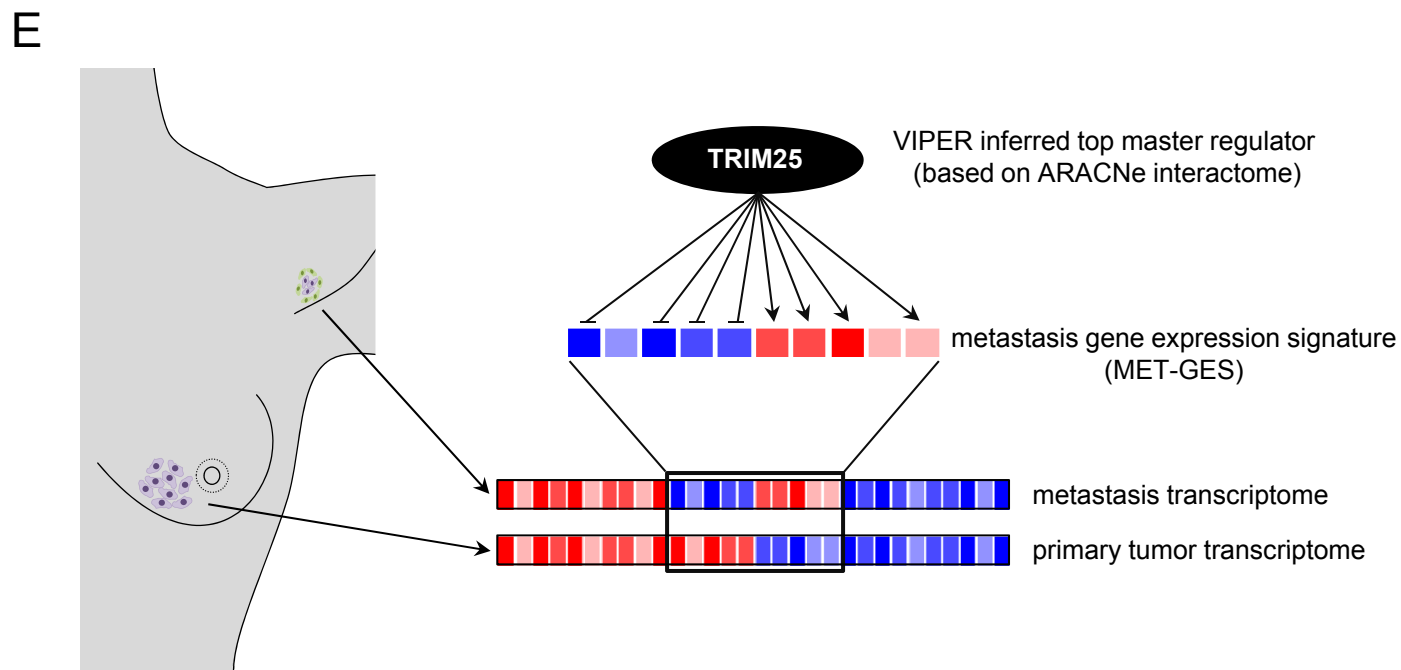 E
TRIM25
VIPER inferred top master regulator
(based on ARACNe interactome)
metastasis gene expression signature
(MET-GES)
metastasis transcriptome
primary tumor transcriptome